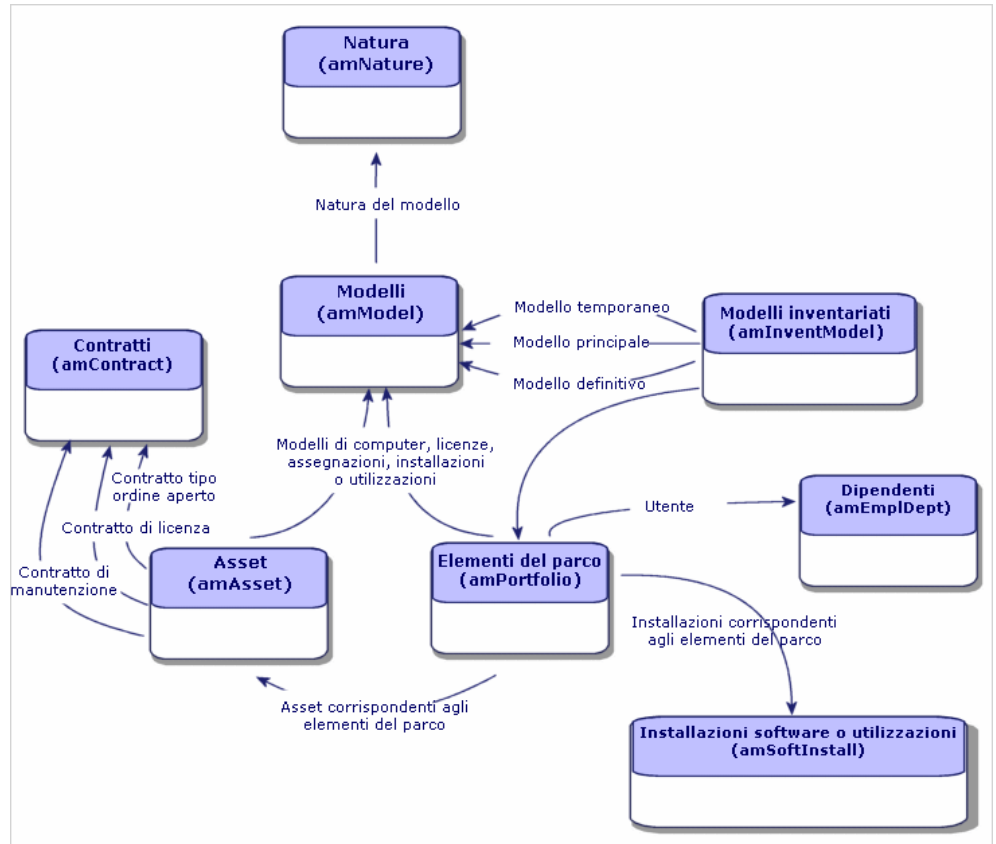 Natura
(amNature)
Natura del modello
Modelli
(amModel)
Modello temporaneo
Modello principale
Modello definitivo
Modelli inventariati
(amInventModel)
Contratti
(amContract)
Modelli di computer, licenze,
assegnazioni, installazioni
o utilizzazioni
Contratto tipo
ordine aperto
Contratto di licenza
Contratto di
manutenzione
Asset
(amAsset)
Elementi del parco
(amPortfolio)
Utente
Dipendenti
(amEmplDept)
Installazioni corrispondenti
agli elementi del parco
Asset corrispondenti agli
elementi del parco
Installazioni software o utilizzazioni
(amSoftInstall)